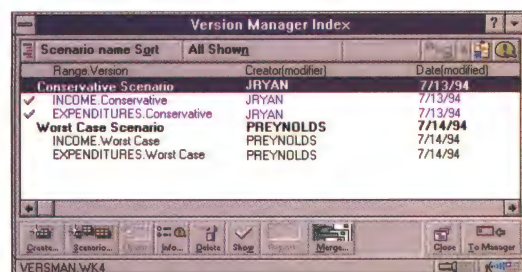 Version Manager Index ?
Scenario name Sort All Shown
Range.Version Creator(modifier) Date(modified)
Conservative Scenario JRYAN 7/13/94
INCOME.Conservative JRYAN 7/13/94
EXPENDITURES.Conservative JRYAN 7/13/94
Worst Case Scenario PREYNOLDS 7/14/94
INCOME.Worst Case PREYNOLDS 7/14/94
EXPENDITURES.Worst Case PREYNOLDS 7/14/94
Create... Scenario... Info... Delete Show Merge... Close To Manager
VERSMAN.WK4